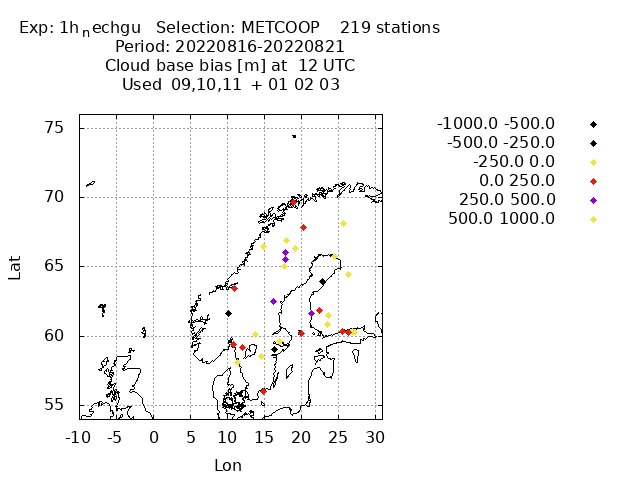 Exp: 1h_nechgu   Selection: METCOOP    219 stations
Period: 20220816-20220821
Cloud base bias [m] at  12 UTC
Used  09,10,11  + 01 02 03
-1000.0 -500.0
-500.0 -250.0
-250.0 0.0
0.0 250.0
250.0 500.0
500.0 1000.0
75
70
65
60
55
Lat
-10 -5 0 5 10 15 20 25 30
Lon